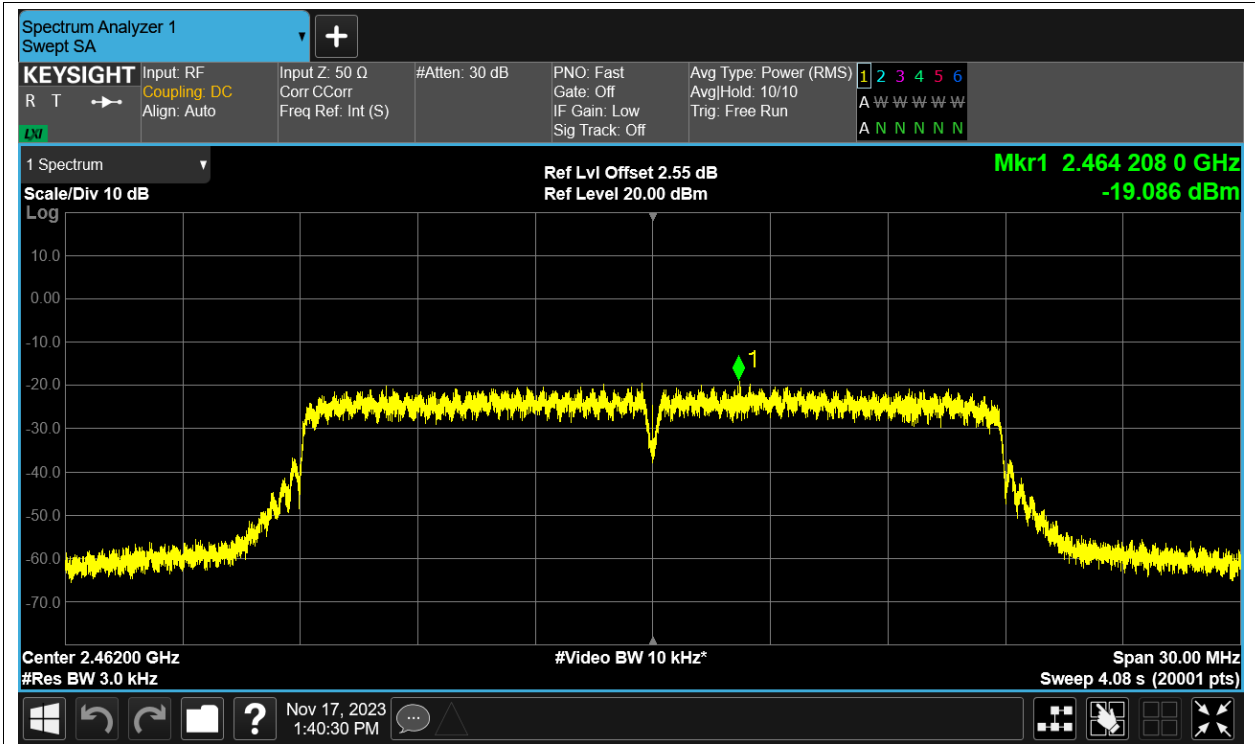 Spectrum Analyzer 1
Swept SA
KEYSIGHT
R T
LXI
Input: RF
Coupling: DC
Align: Auto
Input Z: 50 Ω
Corr CCorr
Freq Ref: Int (S)
#Atten: 30 dB
PNO: Fast
Gate: Off
IF Gain: Low
Sig Track: Off
Avg Type: Power (RMS)
Avg|Hold: 10/10
Trig: Free Run
1 2 3 4 5 6
A W W W W W
A N N N N N
1 Spectrum
Scale/Div 10 dB
Log
Ref Lvl Offset 2.55 dB
Ref Level 20.00 dBm
Mkr1 2.464 208 0 GHz
-19.086 dBm
10.0
0.00
-10.0
-20.0
-30.0
-40.0
-50.0
-60.0
-70.0
1
Center 2.46200 GHz
#Res BW 3.0 kHz
#Video BW 10 kHz*
Span 30.00 MHz
Sweep 4.08 s (20001 pts)
?
Nov 17, 2023
1:40:30 PM